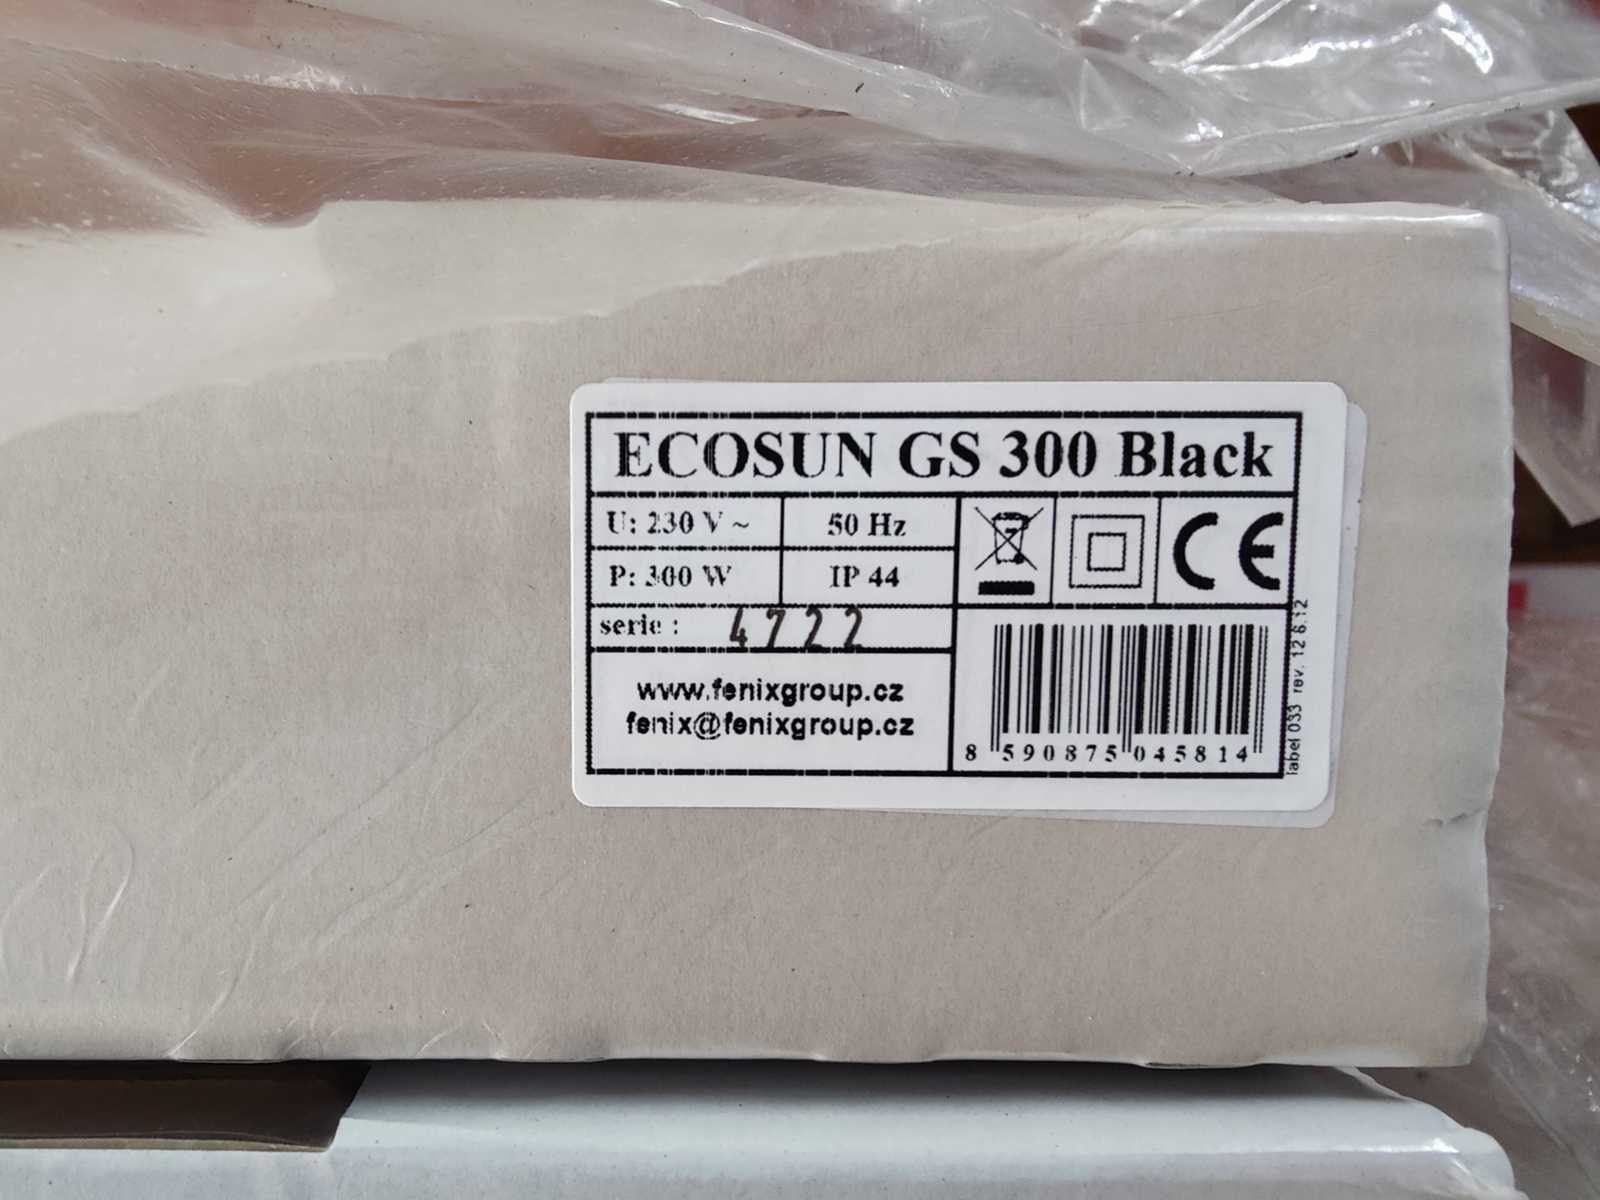 ECOSUN GS 300 Black
U: 230 V ~ 50 Hz
P: 300 W IP 44
CE
serie : 4722
www.fenixgroup.cz
fenix@fenixgroup.cz
8 590875 045814
label 033 rev. 12.6.12